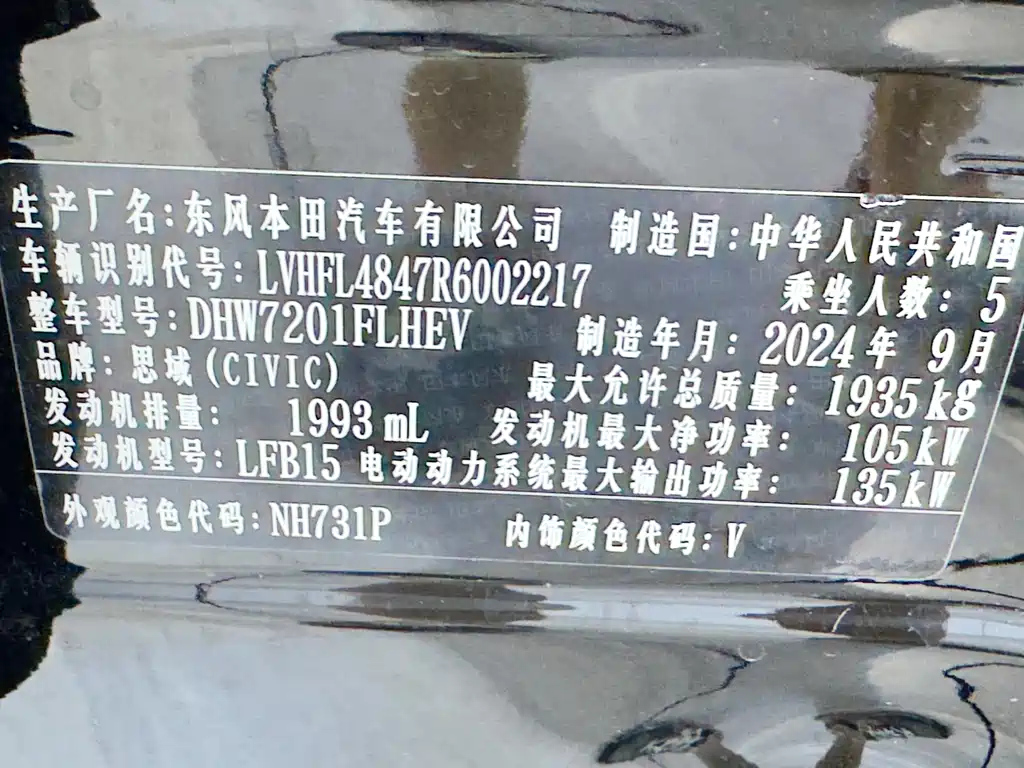 生产厂名：东风本田汽车有限公司 制造国：中华人民共和国
车辆识别代号：LVHFL4847R6002217 乘坐人数：5
整车型号：DHW7201FLHEV 制造年月：2024年 9月
品牌：思域(CIVIC) 最大允许总质量：1935kg
发动机排量： 1993mL 发动机最大净功率： 105kW
发动机型号：LFB15 电动动力系统最大输出功率： 135kW
外观颜色代码：NH731P 内饰颜色代码：V